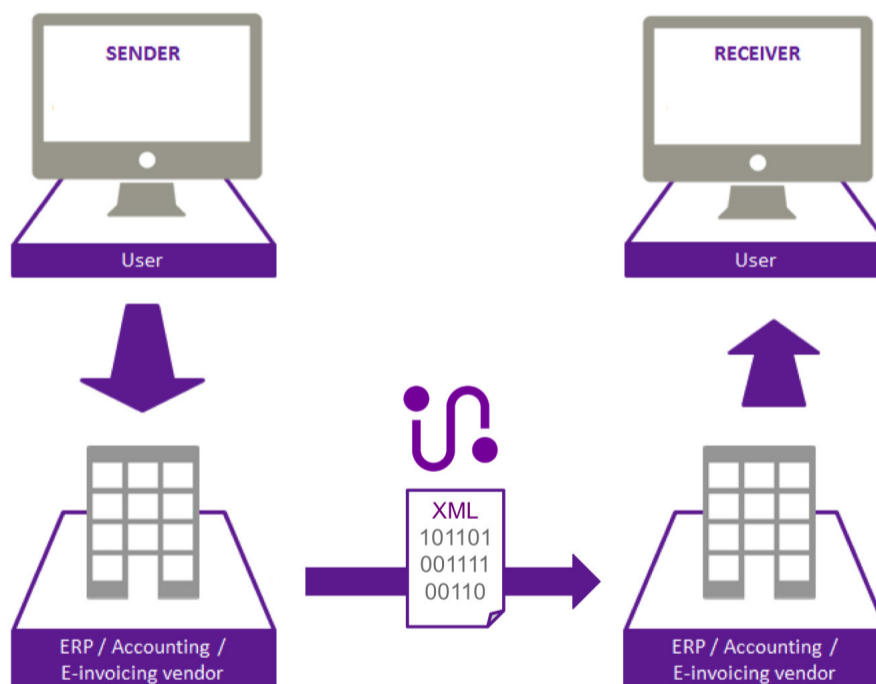 SENDER
RECEIVER
User
User
XML
101101
001111
00110
ERP / Accounting /
E-invoicing vendor
ERP / Accounting /
E-invoicing vendor